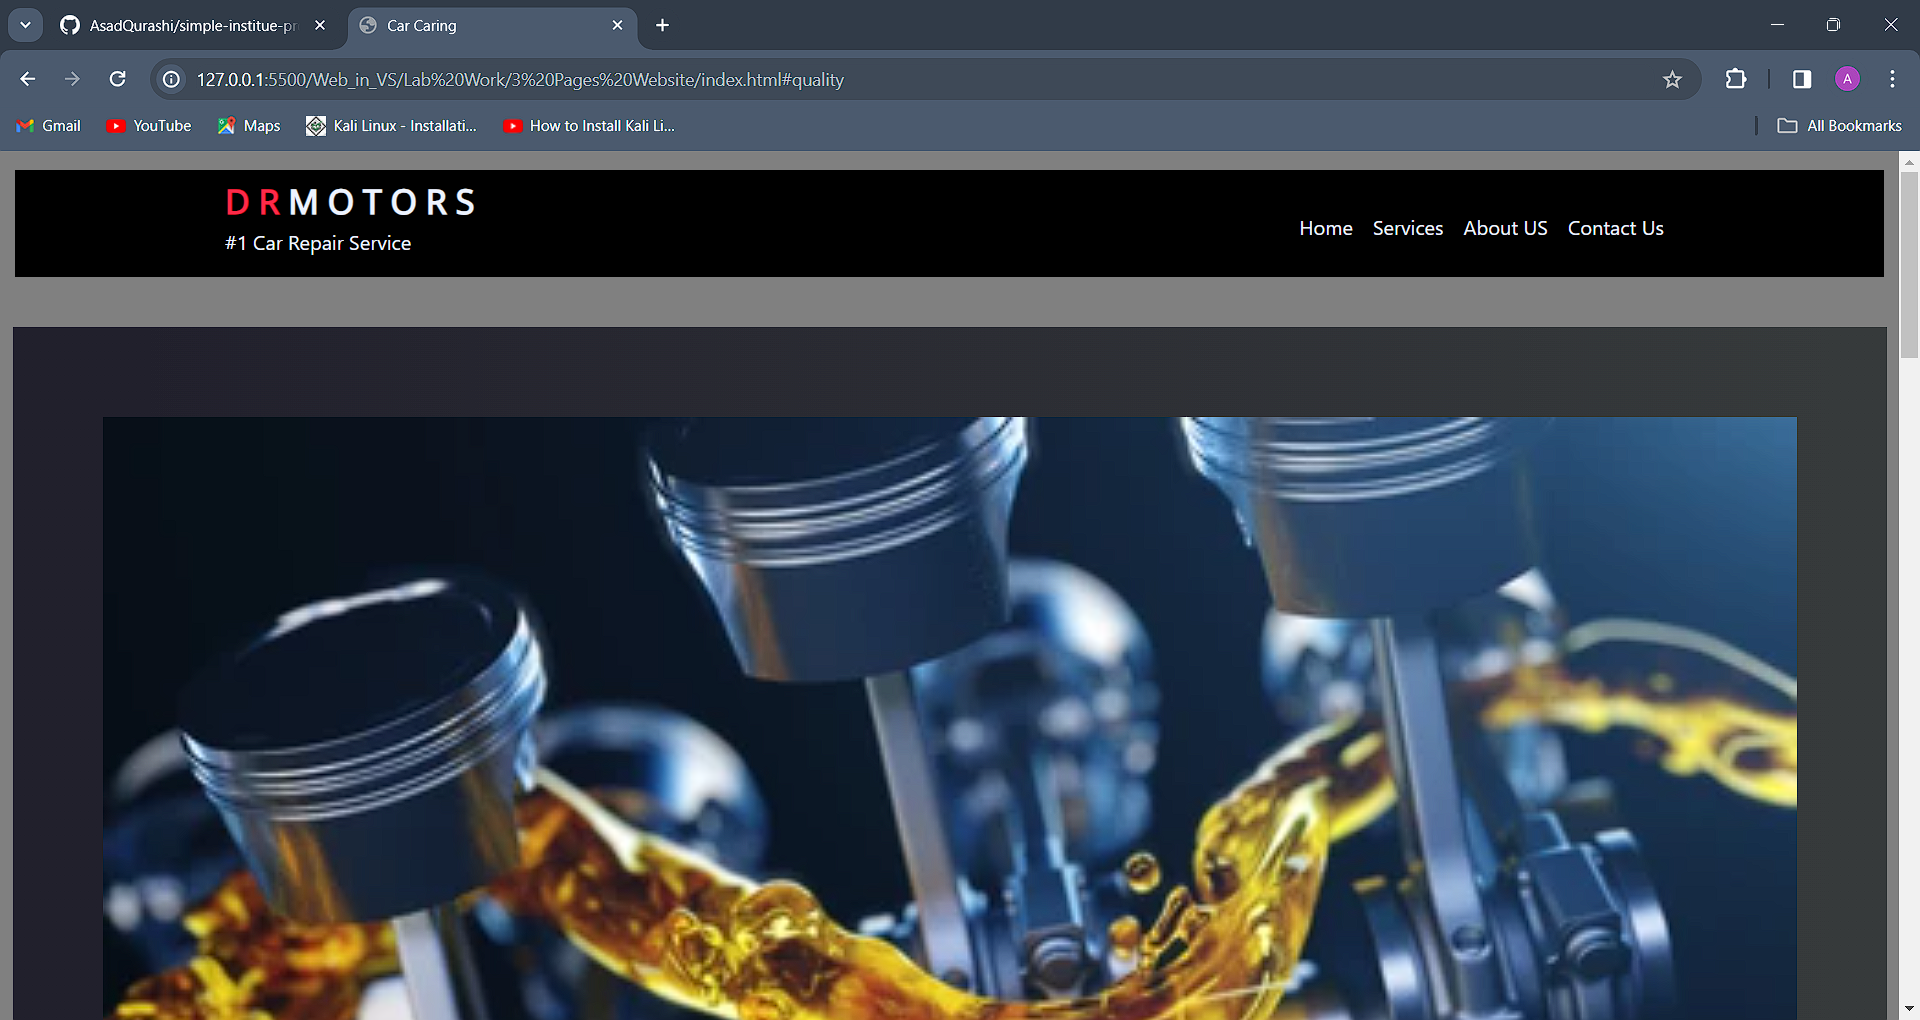 AsadQurashi/simple-institue-pr
Car Caring
127.0.0.1:5500/Web_in_VS/Lab%20Work/3%20Pages%20Website/index.html#quality
A
Gmail
YouTube
Maps
Kali Linux - Installati...
How to Install Kali Li...
All Bookmarks
DRMOTORS
#1 Car Repair Service
Home
Services
About US
Contact Us